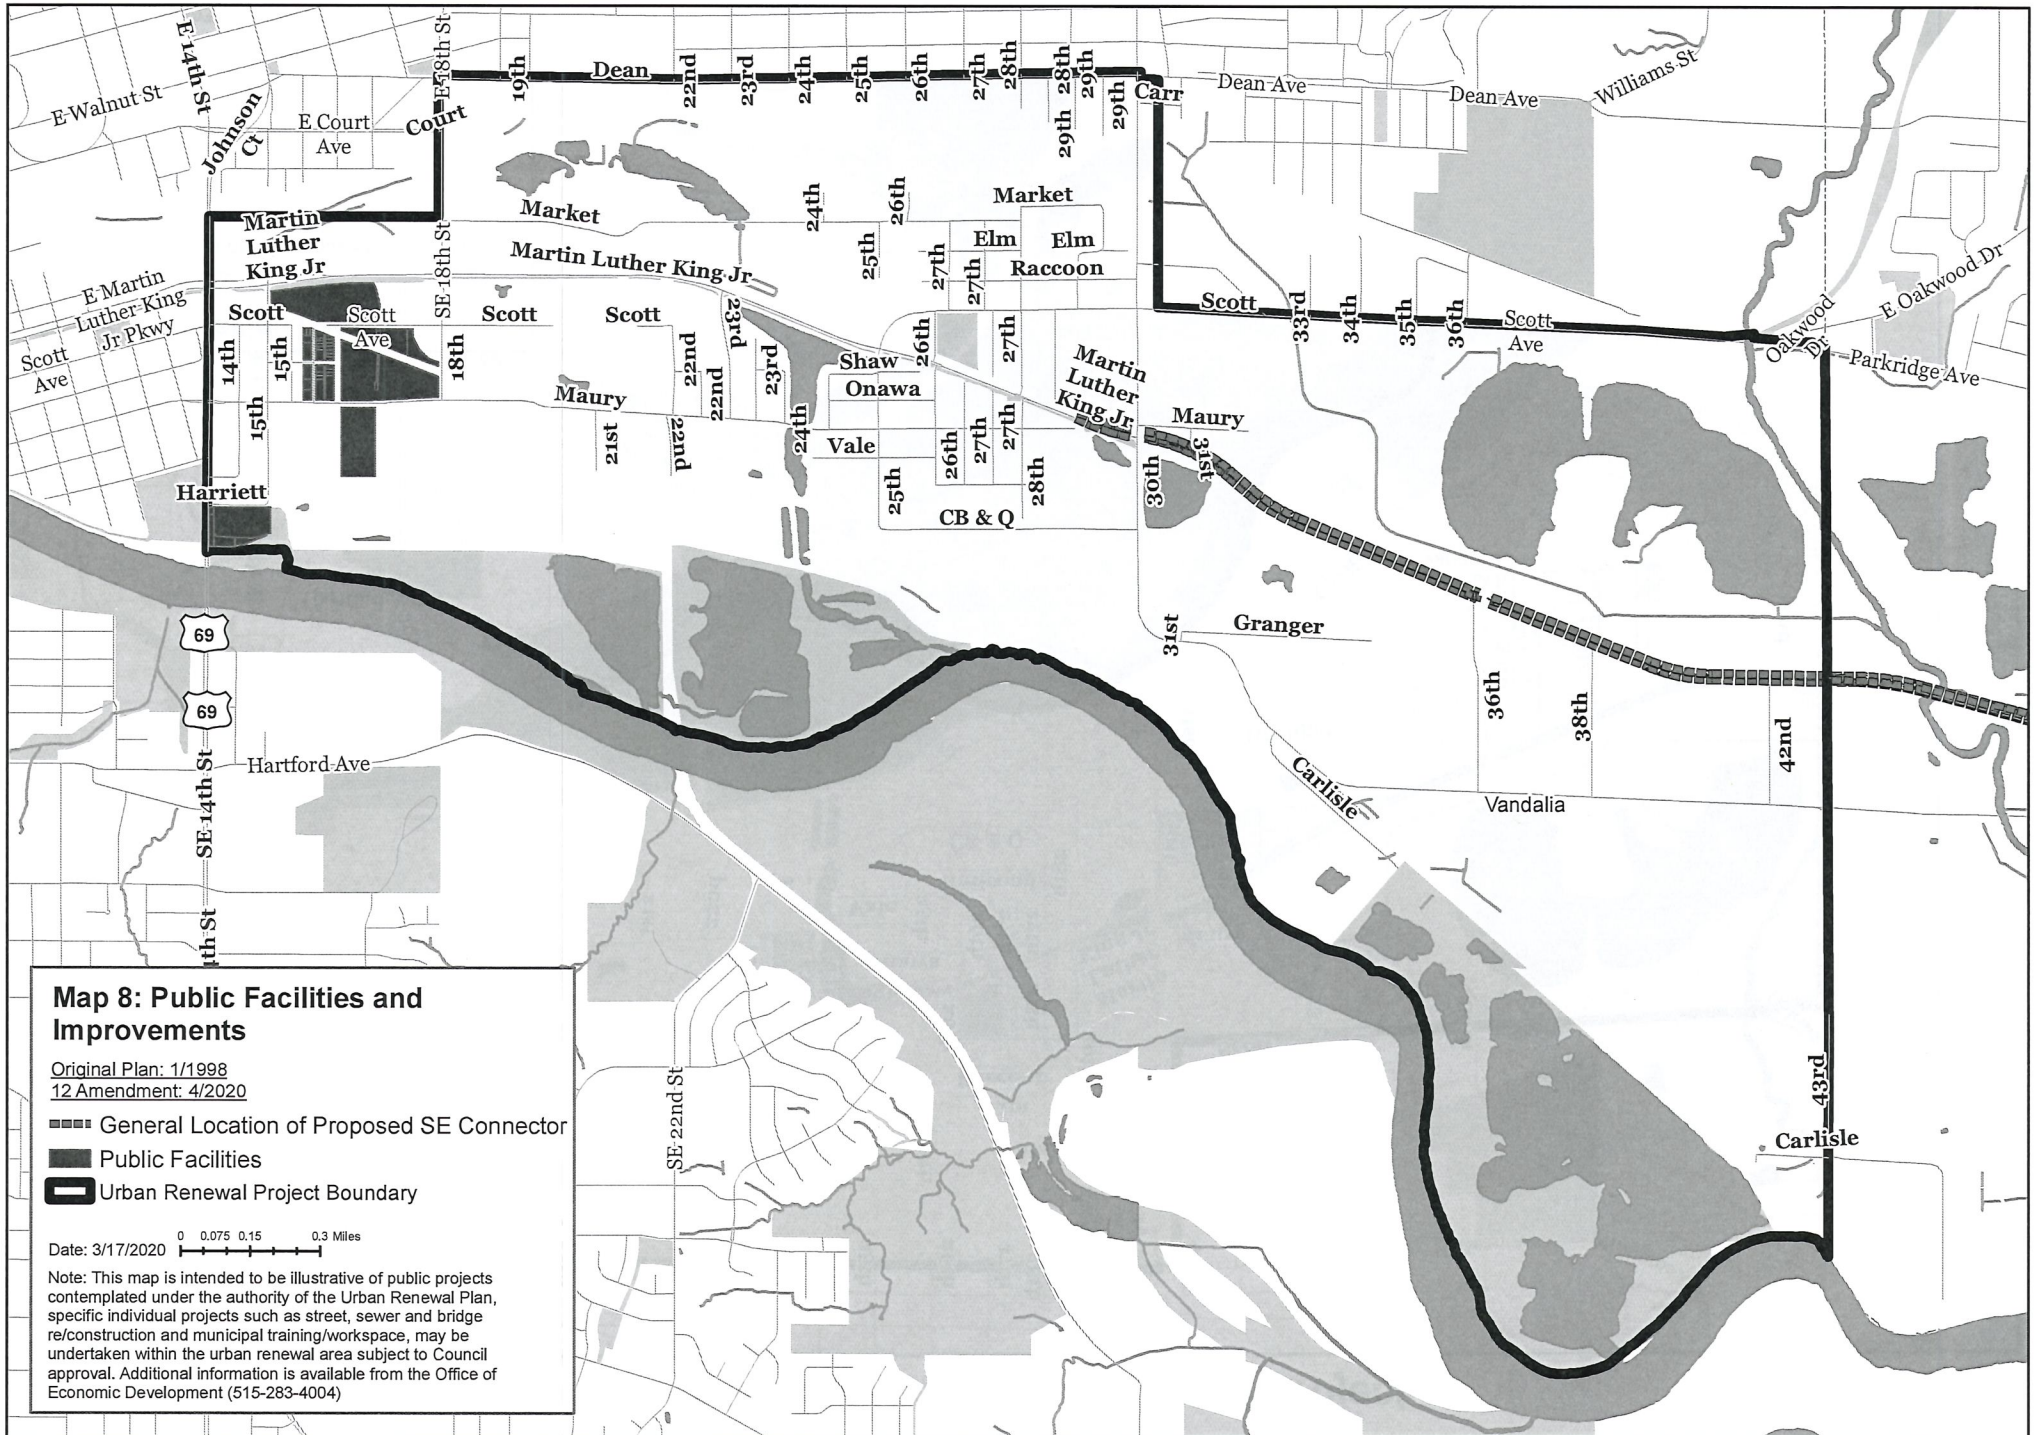 E 14th St
E Walnut St
Johnson
Ct
E Court
Ave
Court
E 18th St
19th
Dean
22nd
23rd
24th
25th
26th
27th
28th
28th
29th
29th
29th
Carr
Dean Ave
Dean Ave
Williams St
Martin
Luther
King Jr
SE 18th St
Market
Martin Luther King Jr
24th
26th
25th
Market
Elm
Elm
27th
27th
Raccoon
E Martin
Luther King
Jr Pkwy
Scott
Ave
Scott
Scott
Ave
Scott
Scott
14th
15th
15th
18th
Maury
21st
22nd
22nd
22nd
23rd
23rd
24th
Shaw
Onawa
Vale
25th
26th
26th
27th
27th
27th
28th
CB & Q
Martin
Luther
King Jr
Maury
30th
31st
Scott
33rd
34th
35th
36th
Scott
Ave
Oakwood
Dr
E Oakwood Dr
Parkridge Ave
Harriett
69
69
SE 14th St
Hartford Ave
31st
Granger
36th
38th
42nd
Carlisle
Vandalia
SE 22nd St
43rd
Carlisle
th St
Map 8: Public Facilities and
Improvements
Original Plan: 1/1998
12 Amendment: 4/2020
General Location of Proposed SE Connector
Public Facilities
Urban Renewal Project Boundary
Date: 3/17/2020
0 0.075 0.15 0.3 Miles
Note: This map is intended to be illustrative of public projects
contemplated under the authority of the Urban Renewal Plan,
specific individual projects such as street, sewer and bridge
re/construction and municipal training/workspace, may be
undertaken within the urban renewal area subject to Council
approval. Additional information is available from the Office of
Economic Development (515-283-4004)